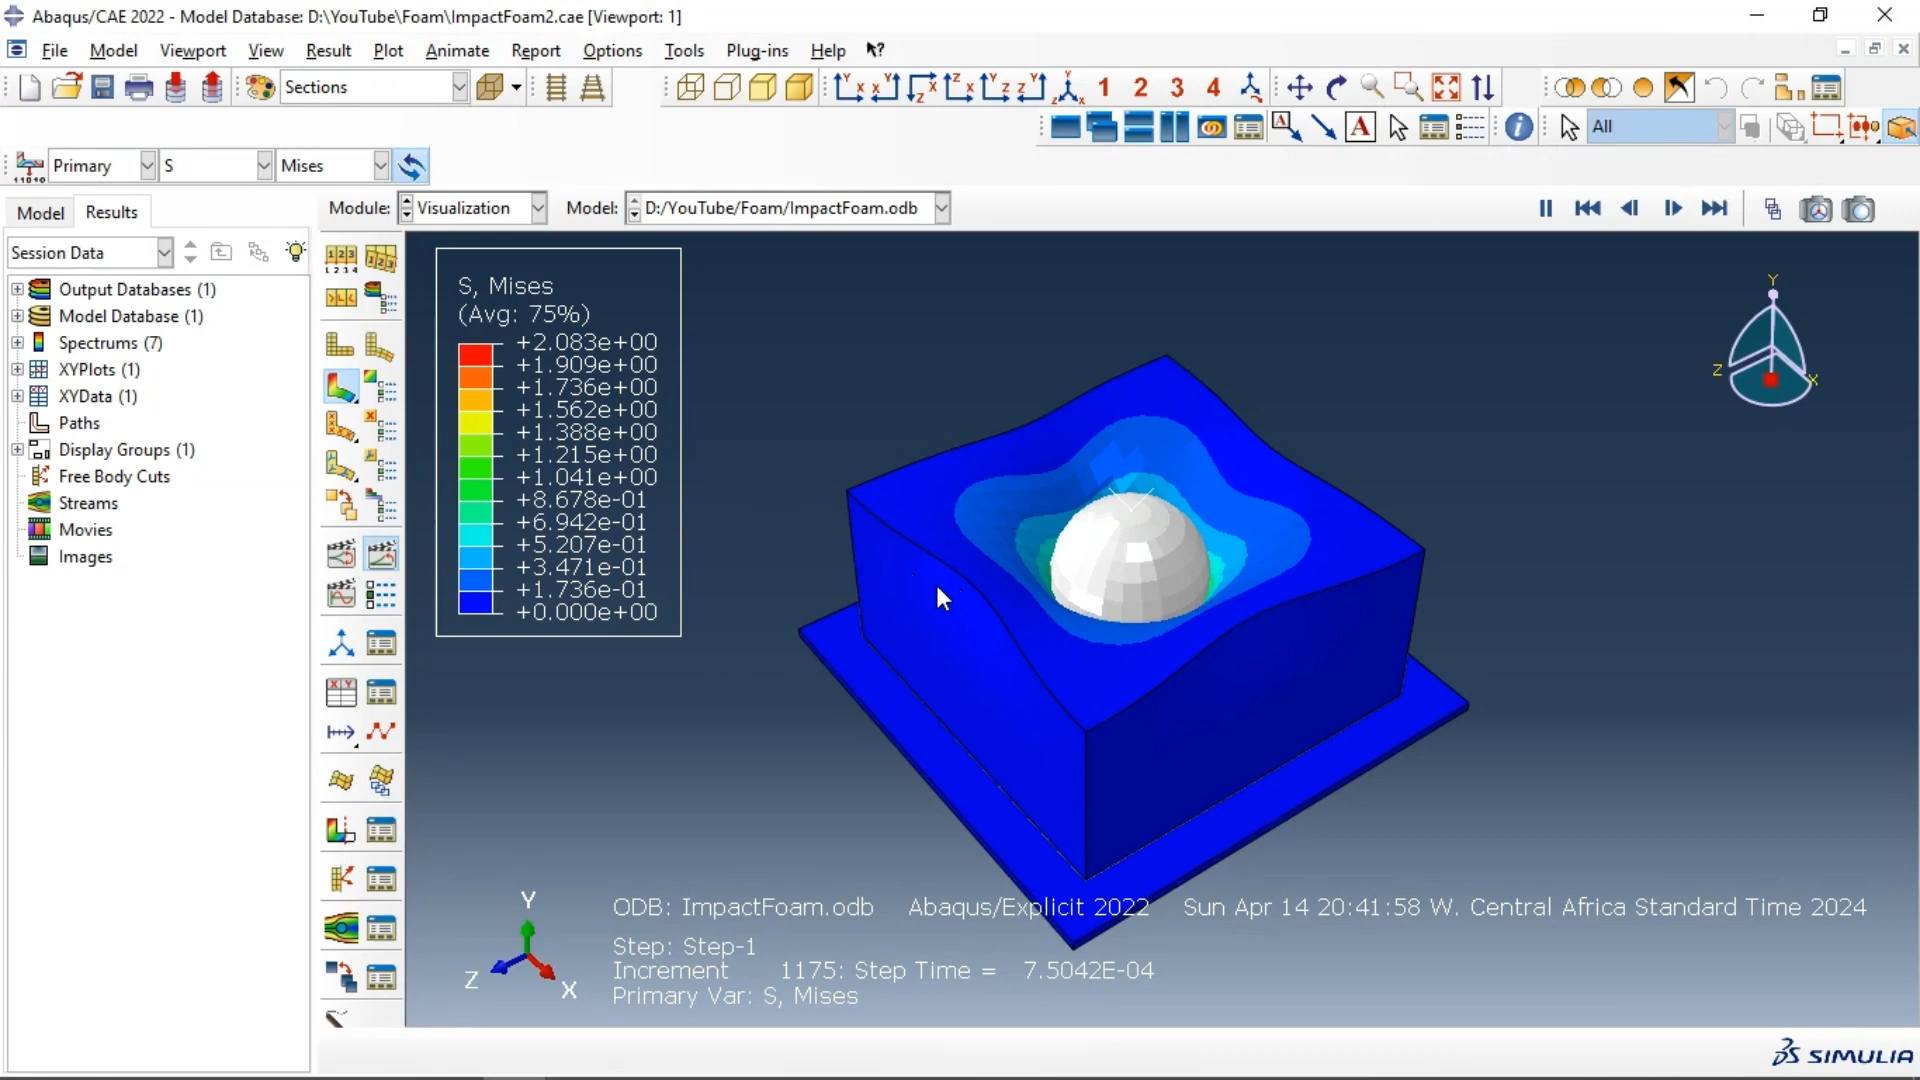 Abaqus/CAE 2022 - Model Database: D:\YouTube\Foam\ImpactFoam2.cae [Viewport: 1]
File Model Viewport View Result Plot Animate Report Options Tools Plug-ins Help
Sections
1 2 3 4
All
Primary S Mises
Model Results
Module: Visualization Model: D:/YouTube/Foam/ImpactFoam.odb
Session Data
Output Databases (1)
Model Database (1)
Spectrums (7)
XYPlots (1)
XYData (1)
Paths
Display Groups (1)
Free Body Cuts
Streams
Movies
Images
S, Mises
(Avg: 75%)
+2.083e+00
+1.909e+00
+1.736e+00
+1.562e+00
+1.388e+00
+1.215e+00
+1.041e+00
+8.678e-01
+6.942e-01
+5.207e-01
+3.471e-01
+1.736e-01
+0.000e+00
Y
Z
X
Y
Z
X
ODB: ImpactFoam.odb Abaqus/Explicit 2022 Sun Apr 14 20:41:58 W. Central Africa Standard Time 2024
Step: Step-1
Increment 1175: Step Time = 7.5042E-04
Primary Var: S, Mises
SIMULIA